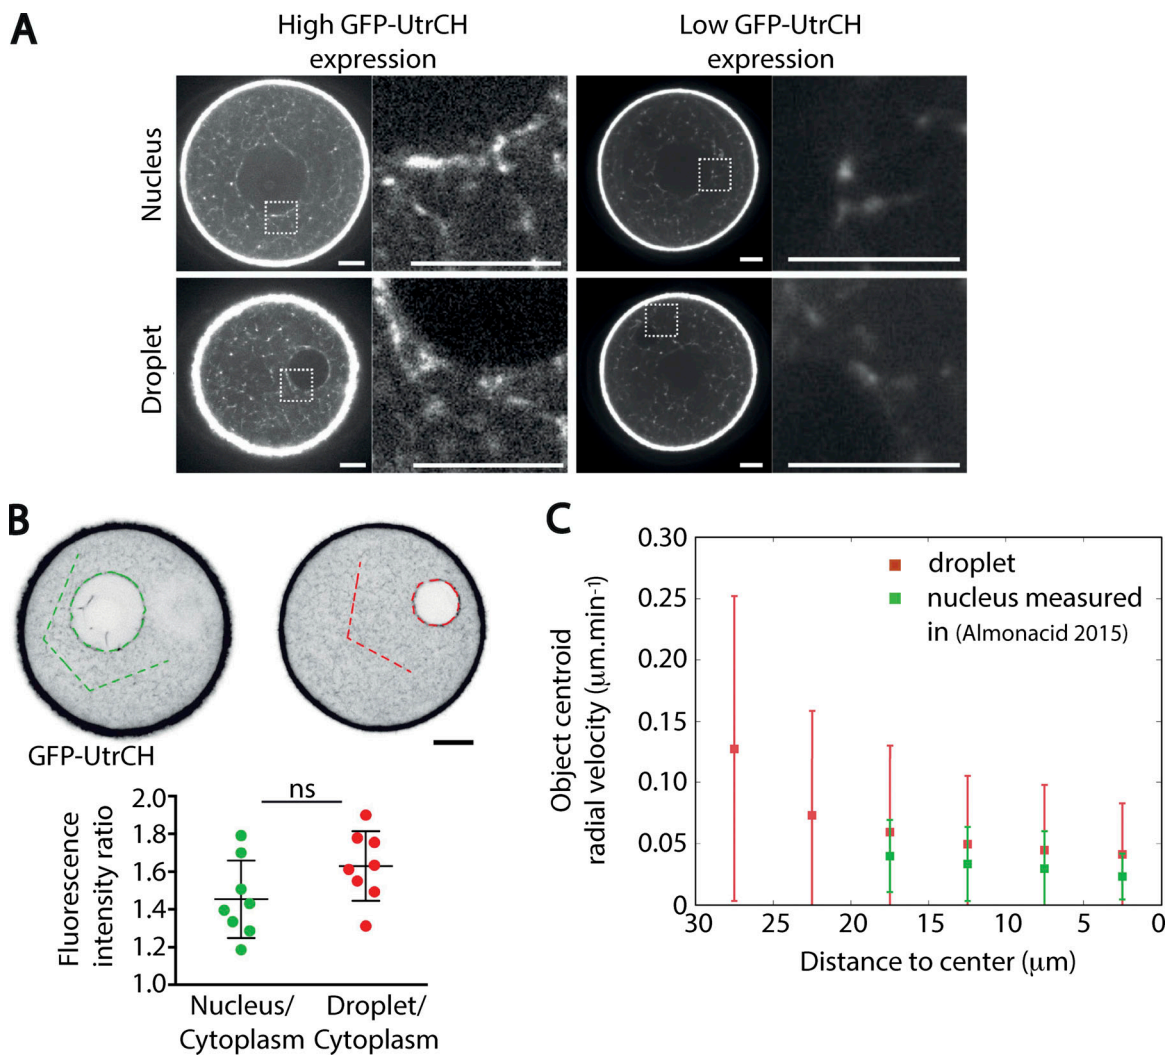 A
High GFP-UtrCH
expression
Low GFP-UtrCH
expression
Nucleus
Droplet
B
GFP-UtrCH
ns
Fluorescence
intensity ratio
2.0
1.8
1.6
1.4
1.2
1.0
Nucleus/
Cytoplasm
Droplet/
Cytoplasm
C
droplet
nucleus measured
in (Almonacid 2015)
Object centroid
radial velocity (μm.min⁻¹)
0.30
0.25
0.20
0.15
0.10
0.05
0
30 25 20 15 10 5 0
Distance to center (μm)